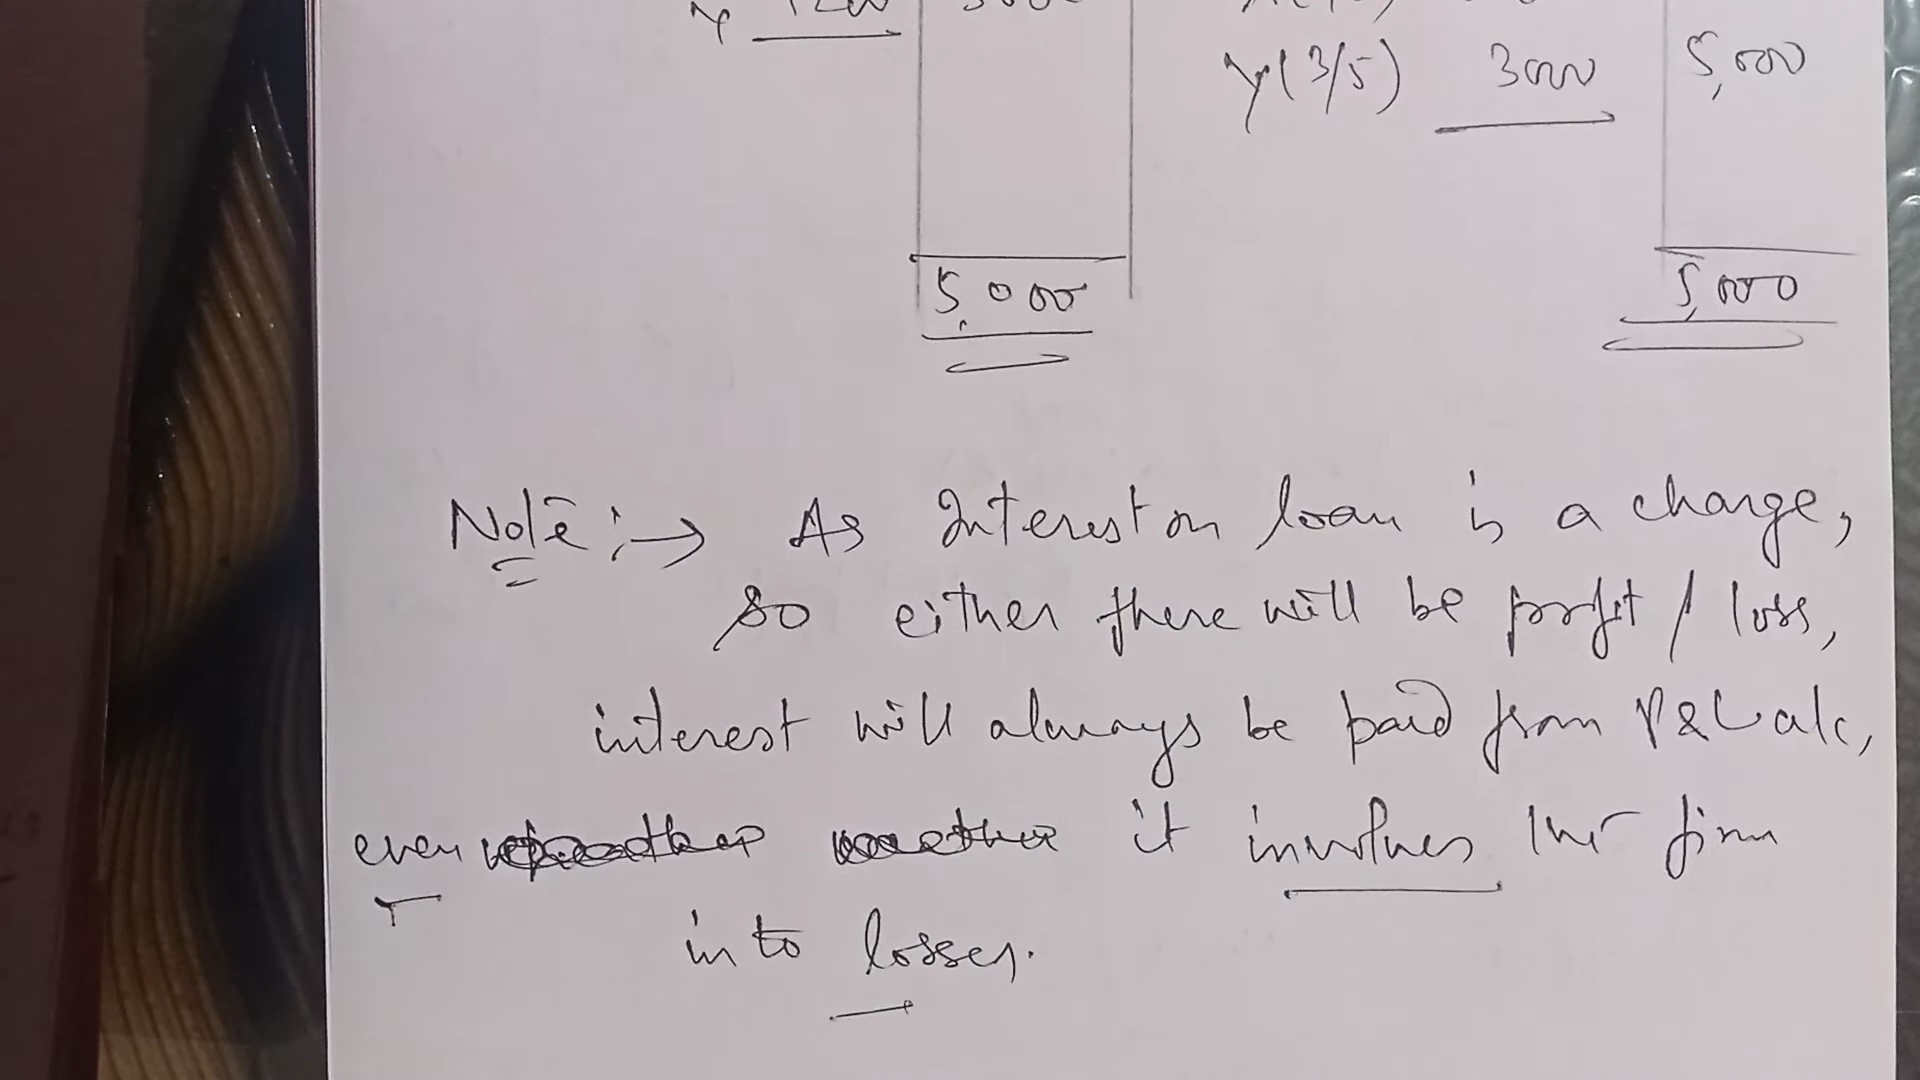 Y 1200
Y(3/5) 3000 5,000
5,000 5,000
Note :→ As Interest on loan is a charge,
so either there will be profit / loss,
interest will always be paid from P&L a/c,
even it involves the firm
into losses.